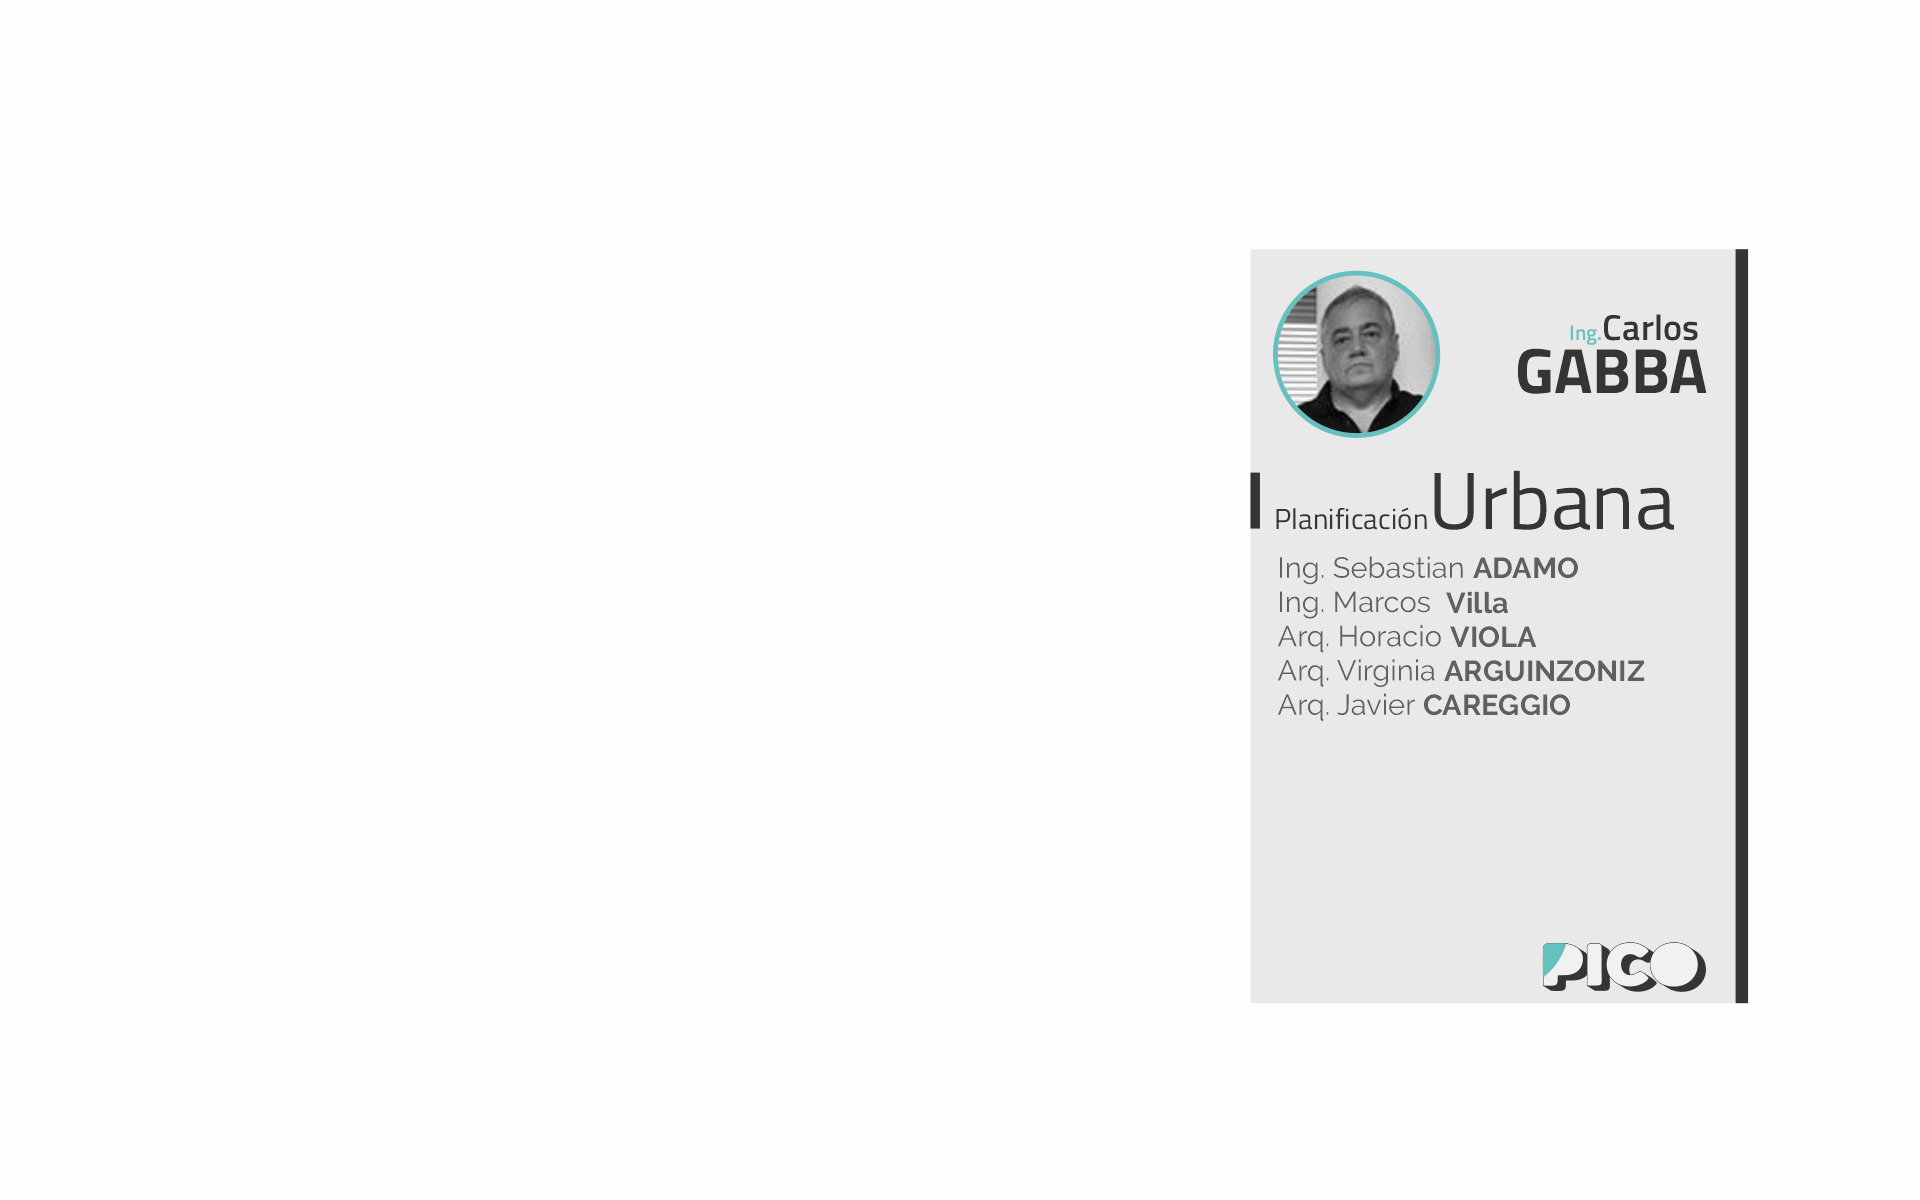 Ing. Carlos
GABBA
Planificación Urbana
Ing. Sebastian ADAMO
Ing. Marcos Villa
Arq. Horacio VIOLA
Arq. Virginia ARGUINZONIZ
Arq. Javier CAREGGIO
PICO